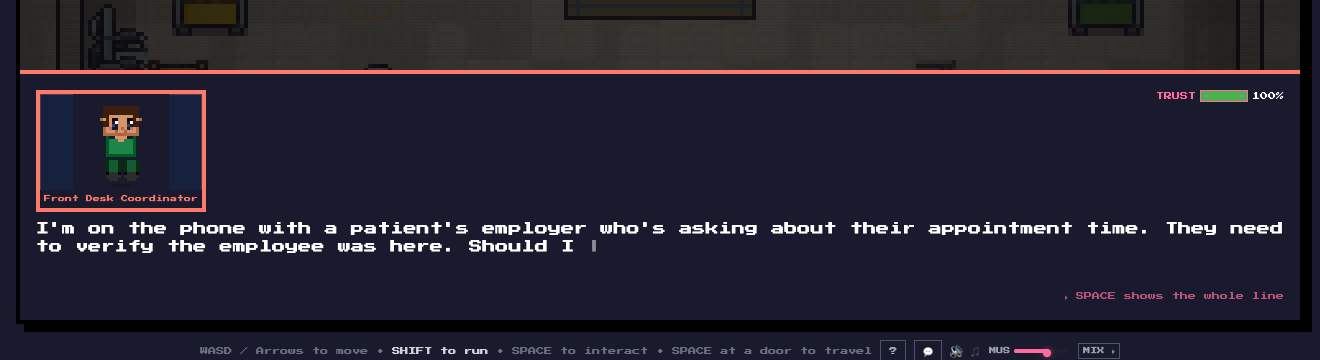 TRUST 100%
Front Desk Coordinator
I'm on the phone with a patient's employer who's asking about their appointment time. They need
to verify the employee was here. Should I
SPACE shows the whole line
WASD / Arrows to move • SHIFT to run • SPACE to interact • SPACE at a door to travel ? MUS MIX